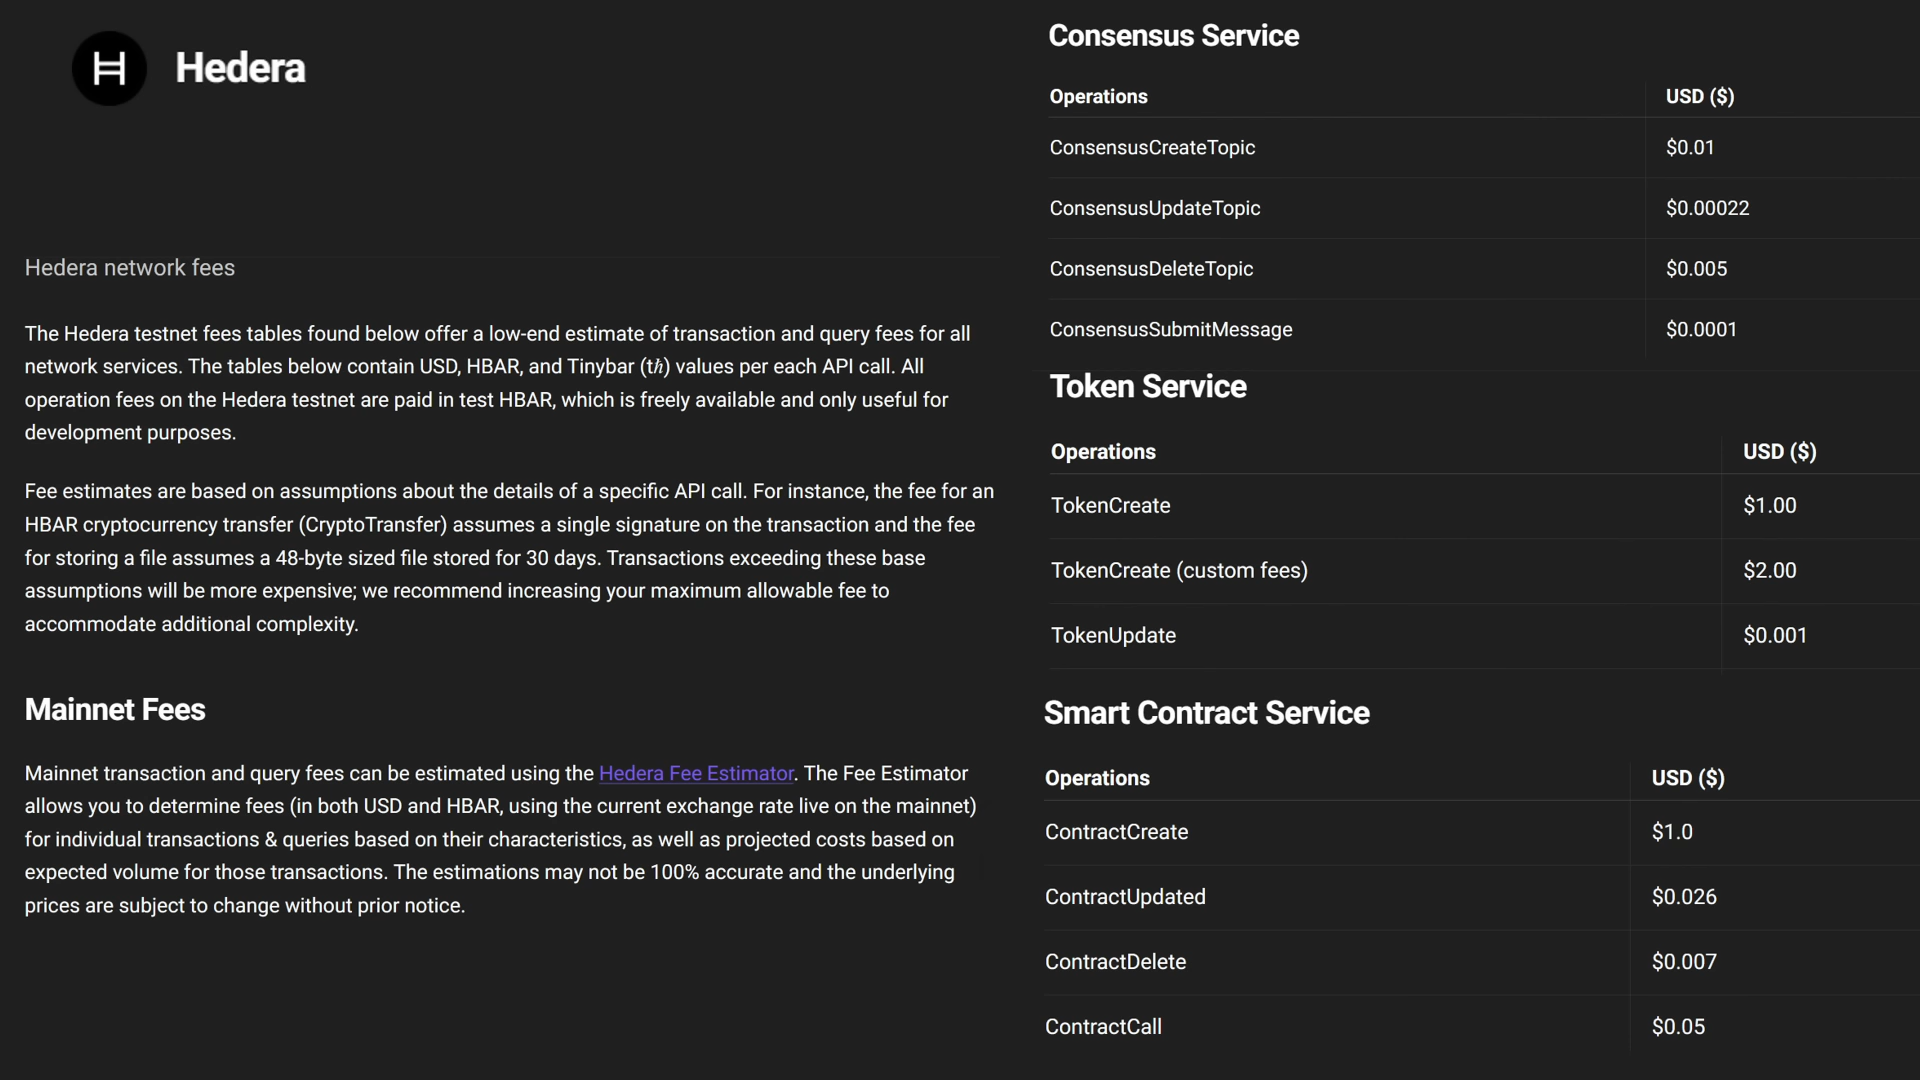 Hedera
Hedera network fees
The Hedera testnet fees tables found below offer a low-end estimate of transaction and query fees for all
network services. The tables below contain USD, HBAR, and Tinybar (tħ) values per each API call. All
operation fees on the Hedera testnet are paid in test HBAR, which is freely available and only useful for
development purposes.
Fee estimates are based on assumptions about the details of a specific API call. For instance, the fee for an
HBAR cryptocurrency transfer (CryptoTransfer) assumes a single signature on the transaction and the fee
for storing a file assumes a 48-byte sized file stored for 30 days. Transactions exceeding these base
assumptions will be more expensive; we recommend increasing your maximum allowable fee to
accommodate additional complexity.
Mainnet Fees
Mainnet transaction and query fees can be estimated using the Hedera Fee Estimator. The Fee Estimator
allows you to determine fees (in both USD and HBAR, using the current exchange rate live on the mainnet)
for individual transactions & queries based on their characteristics, as well as projected costs based on
expected volume for those transactions. The estimations may not be 100% accurate and the underlying
prices are subject to change without prior notice.
Consensus Service
Operations USD ($)
ConsensusCreateTopic $0.01
ConsensusUpdateTopic $0.00022
ConsensusDeleteTopic $0.005
ConsensusSubmitMessage $0.0001
Token Service
Operations USD ($)
TokenCreate $1.00
TokenCreate (custom fees) $2.00
TokenUpdate $0.001
Smart Contract Service
Operations USD ($)
ContractCreate $1.0
ContractUpdated $0.026
ContractDelete $0.007
ContractCall $0.05